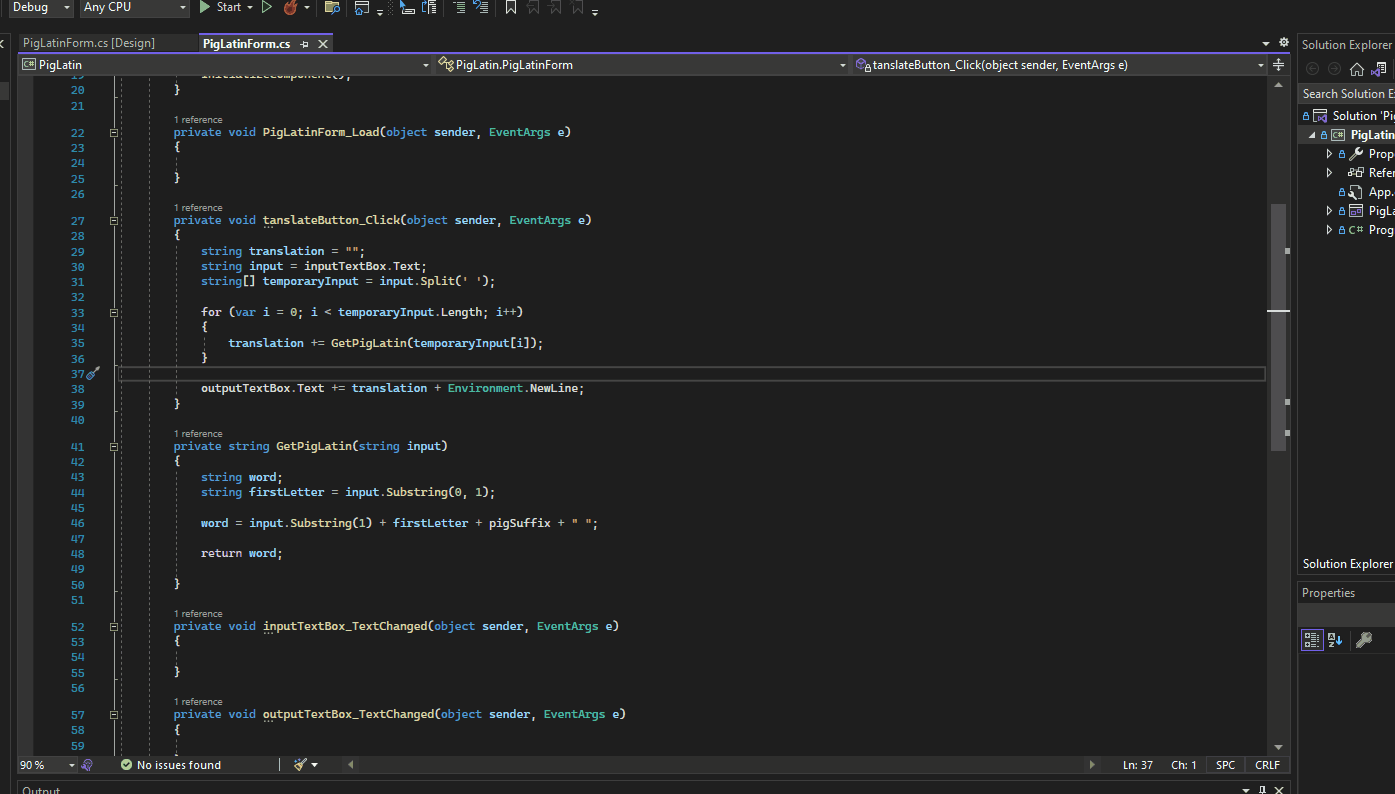 Debug Any CPU Start
PigLatinForm.cs [Design] PigLatinForm.cs
PigLatin PigLatin.PigLatinForm tanslateButton_Click(object sender, EventArgs e)
19 InitializeComponent();
20 }
21
1 reference
22 private void PigLatinForm_Load(object sender, EventArgs e)
23 {
24
25 }
26
1 reference
27 private void tanslateButton_Click(object sender, EventArgs e)
28 {
29 string translation = "";
30 string input = inputTextBox.Text;
31 string[] temporaryInput = input.Split(' ');
32
33 for (var i = 0; i < temporaryInput.Length; i++)
34 {
35 translation += GetPigLatin(temporaryInput[i]);
36 }
37
38 outputTextBox.Text += translation + Environment.NewLine;
39 }
40
1 reference
41 private string GetPigLatin(string input)
42 {
43 string word;
44 string firstLetter = input.Substring(0, 1);
45
46 word = input.Substring(1) + firstLetter + pigSuffix + " ";
47
48 return word;
49
50 }
51
1 reference
52 private void inputTextBox_TextChanged(object sender, EventArgs e)
53 {
54
55 }
56
1 reference
57 private void outputTextBox_TextChanged(object sender, EventArgs e)
58 {
59
90 % No issues found Ln: 37 Ch: 1 SPC CRLF
Output
Solution Explorer
Search Solution E
Solution 'Pi
C# PigLatin
Prop
Refer
App.
PigLa
C# Prog
Solution Explorer
Properties